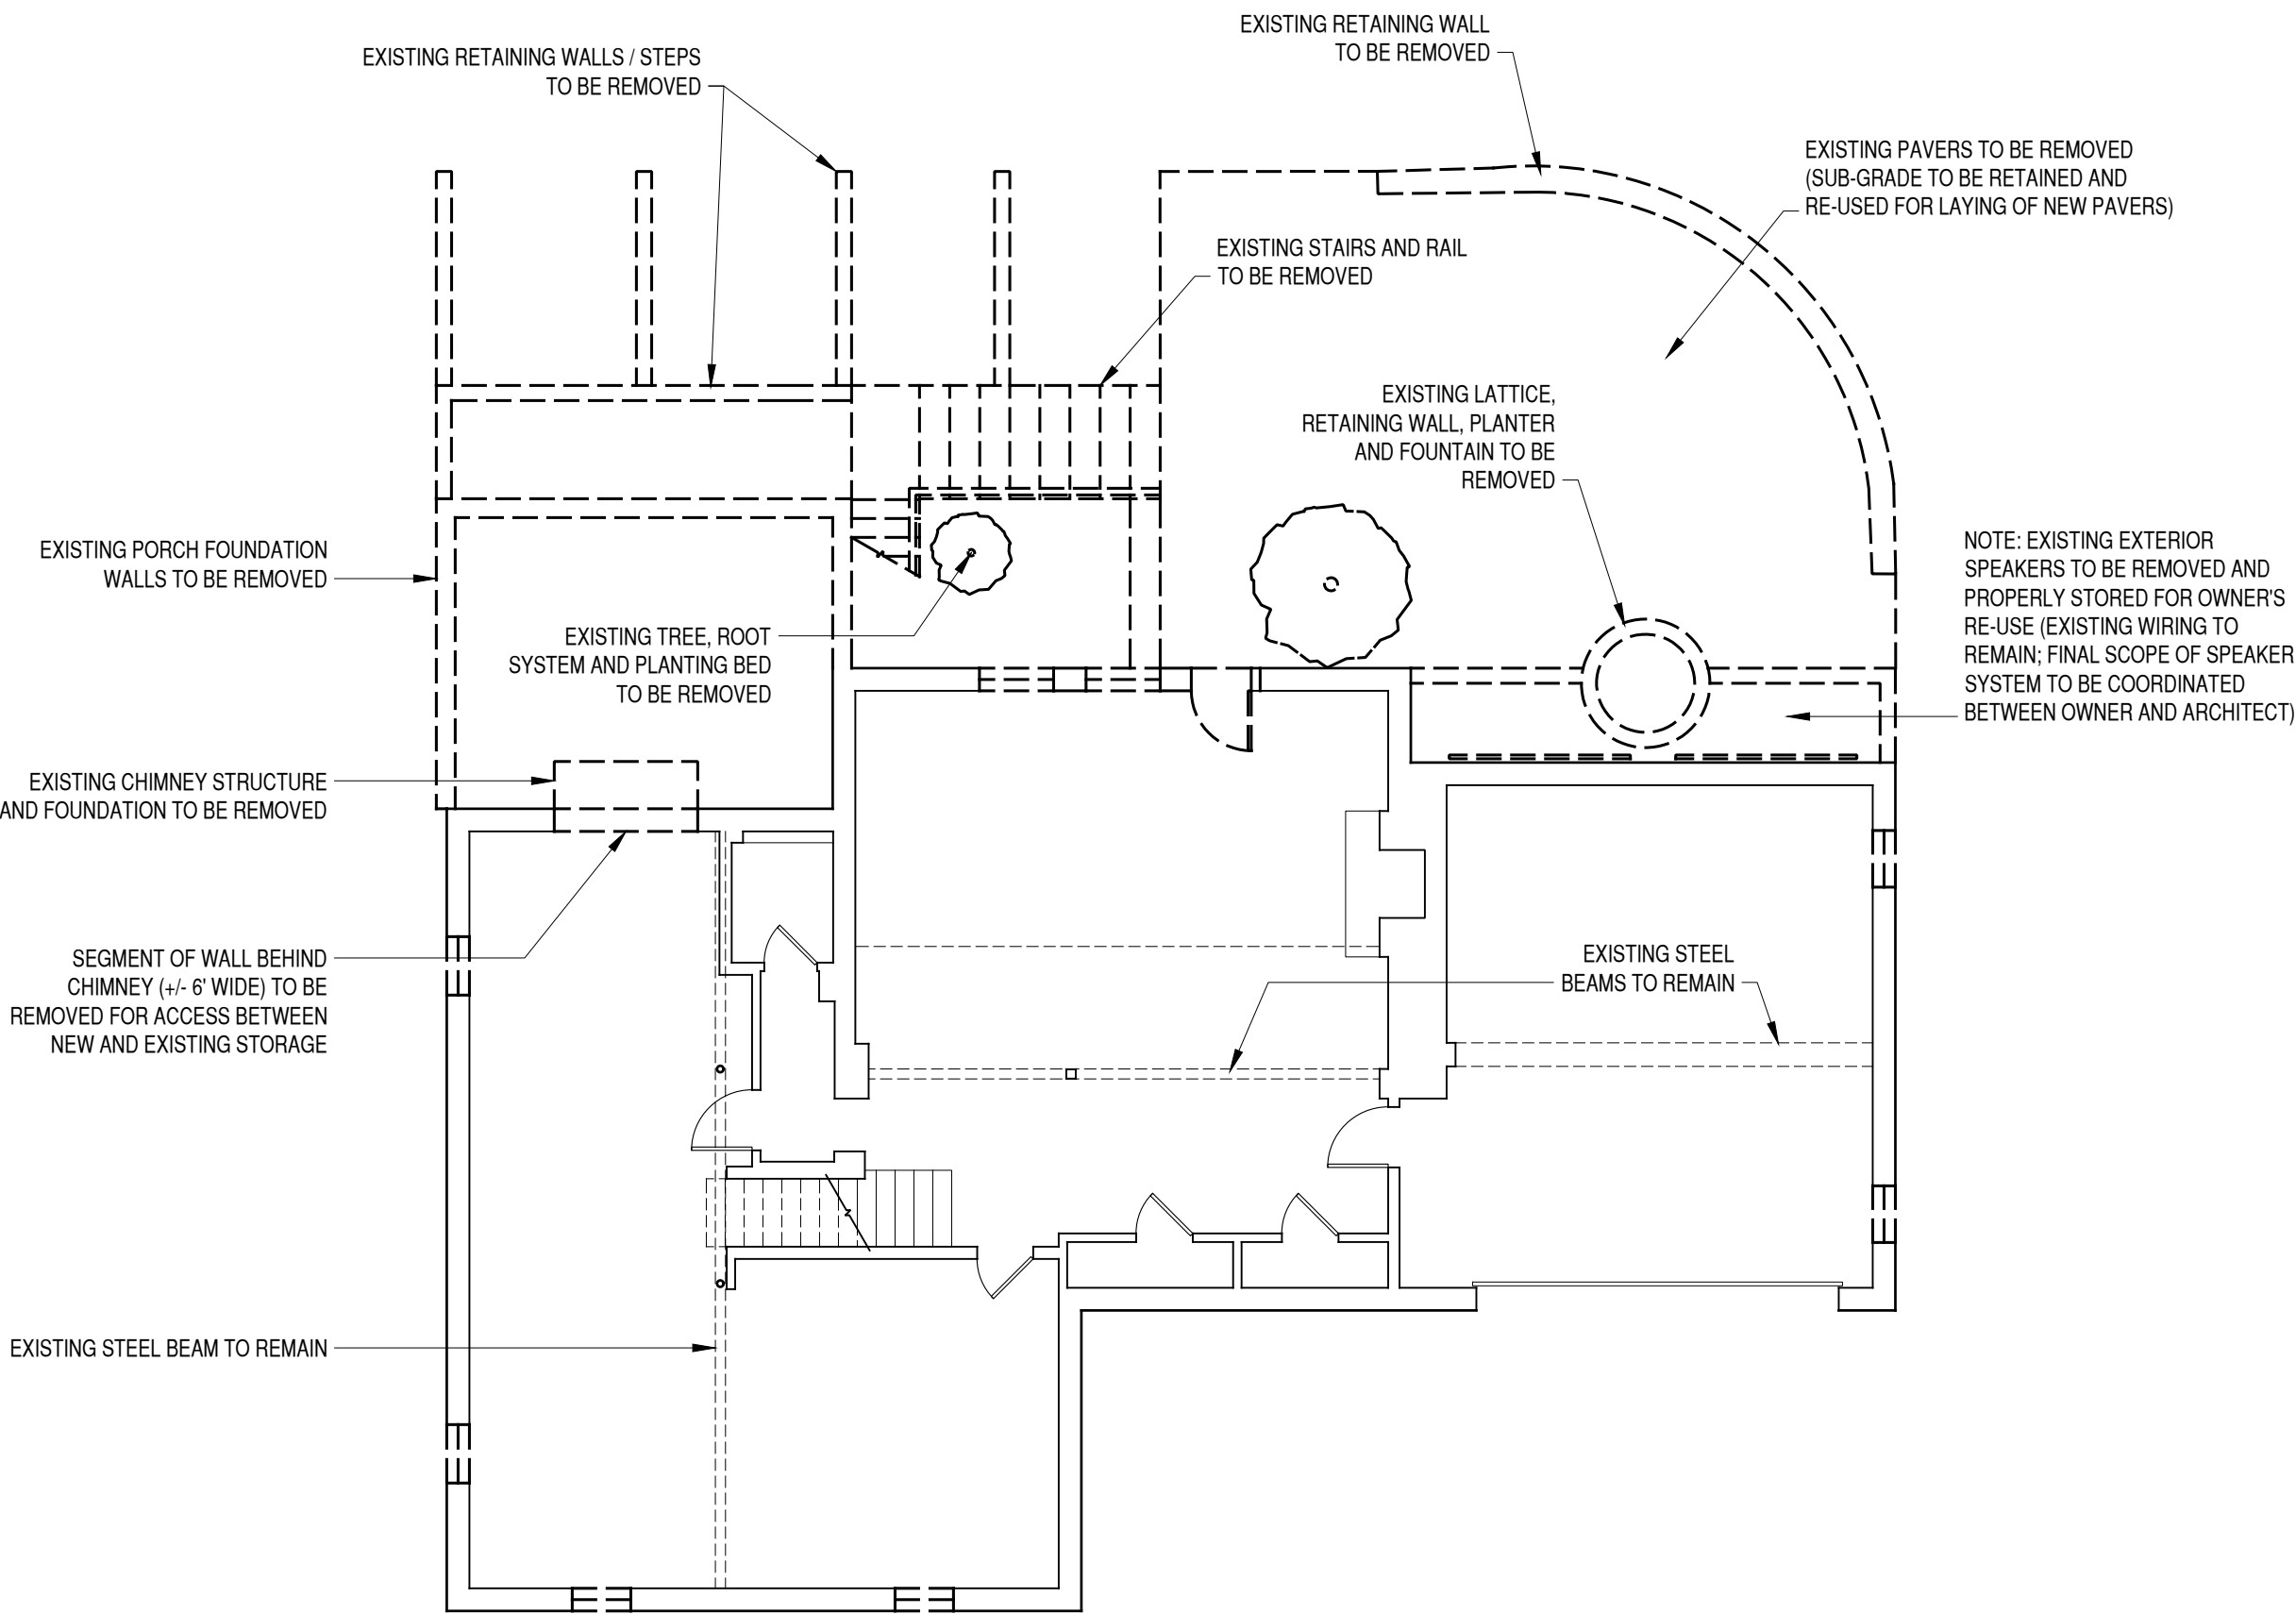 EXISTING RETAINING WALL
TO BE REMOVED
EXISTING RETAINING WALLS / STEPS
TO BE REMOVED
EXISTING PAVERS TO BE REMOVED
(SUB-GRADE TO BE RETAINED AND
RE-USED FOR LAYING OF NEW PAVERS)
EXISTING STAIRS AND RAIL
TO BE REMOVED
EXISTING LATTICE,
RETAINING WALL, PLANTER
AND FOUNTAIN TO BE
REMOVED
EXISTING PORCH FOUNDATION
WALLS TO BE REMOVED
NOTE: EXISTING EXTERIOR
SPEAKERS TO BE REMOVED AND
PROPERLY STORED FOR OWNER'S
RE-USE (EXISTING WIRING TO
REMAIN; FINAL SCOPE OF SPEAKER
SYSTEM TO BE COORDINATED
BETWEEN OWNER AND ARCHITECT)
EXISTING TREE, ROOT
SYSTEM AND PLANTING BED
TO BE REMOVED
EXISTING CHIMNEY STRUCTURE
AND FOUNDATION TO BE REMOVED
SEGMENT OF WALL BEHIND
CHIMNEY (+/- 6' WIDE) TO BE
REMOVED FOR ACCESS BETWEEN
NEW AND EXISTING STORAGE
EXISTING STEEL
BEAMS TO REMAIN
EXISTING STEEL BEAM TO REMAIN